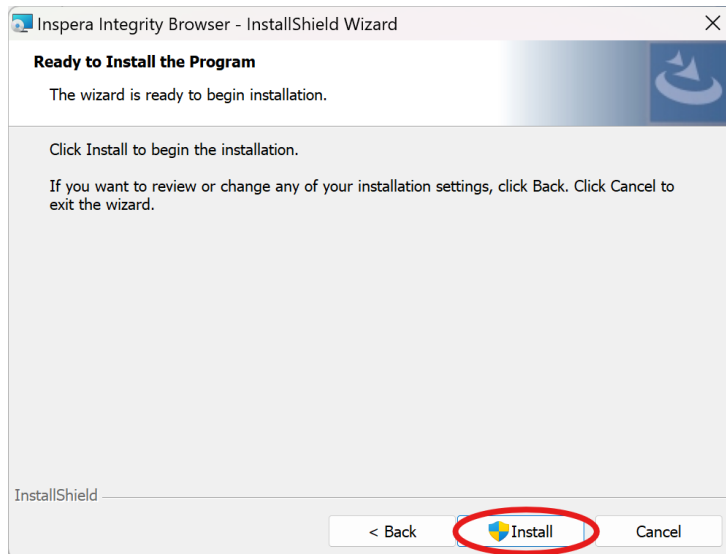 Inspera Integrity Browser - InstallShield Wizard
Ready to Install the Program
The wizard is ready to begin installation.
Click Install to begin the installation.
If you want to review or change any of your installation settings, click Back. Click Cancel to
exit the wizard.
InstallShield
< Back
Install
Cancel